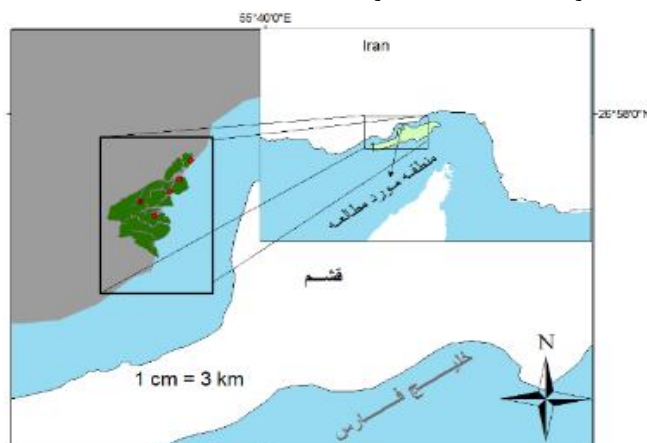 55°40'0"E
Iran
26°58'0"N
منطقه مورد مطالعه
قشم
N
1 cm = 3 km
خلیج فارس